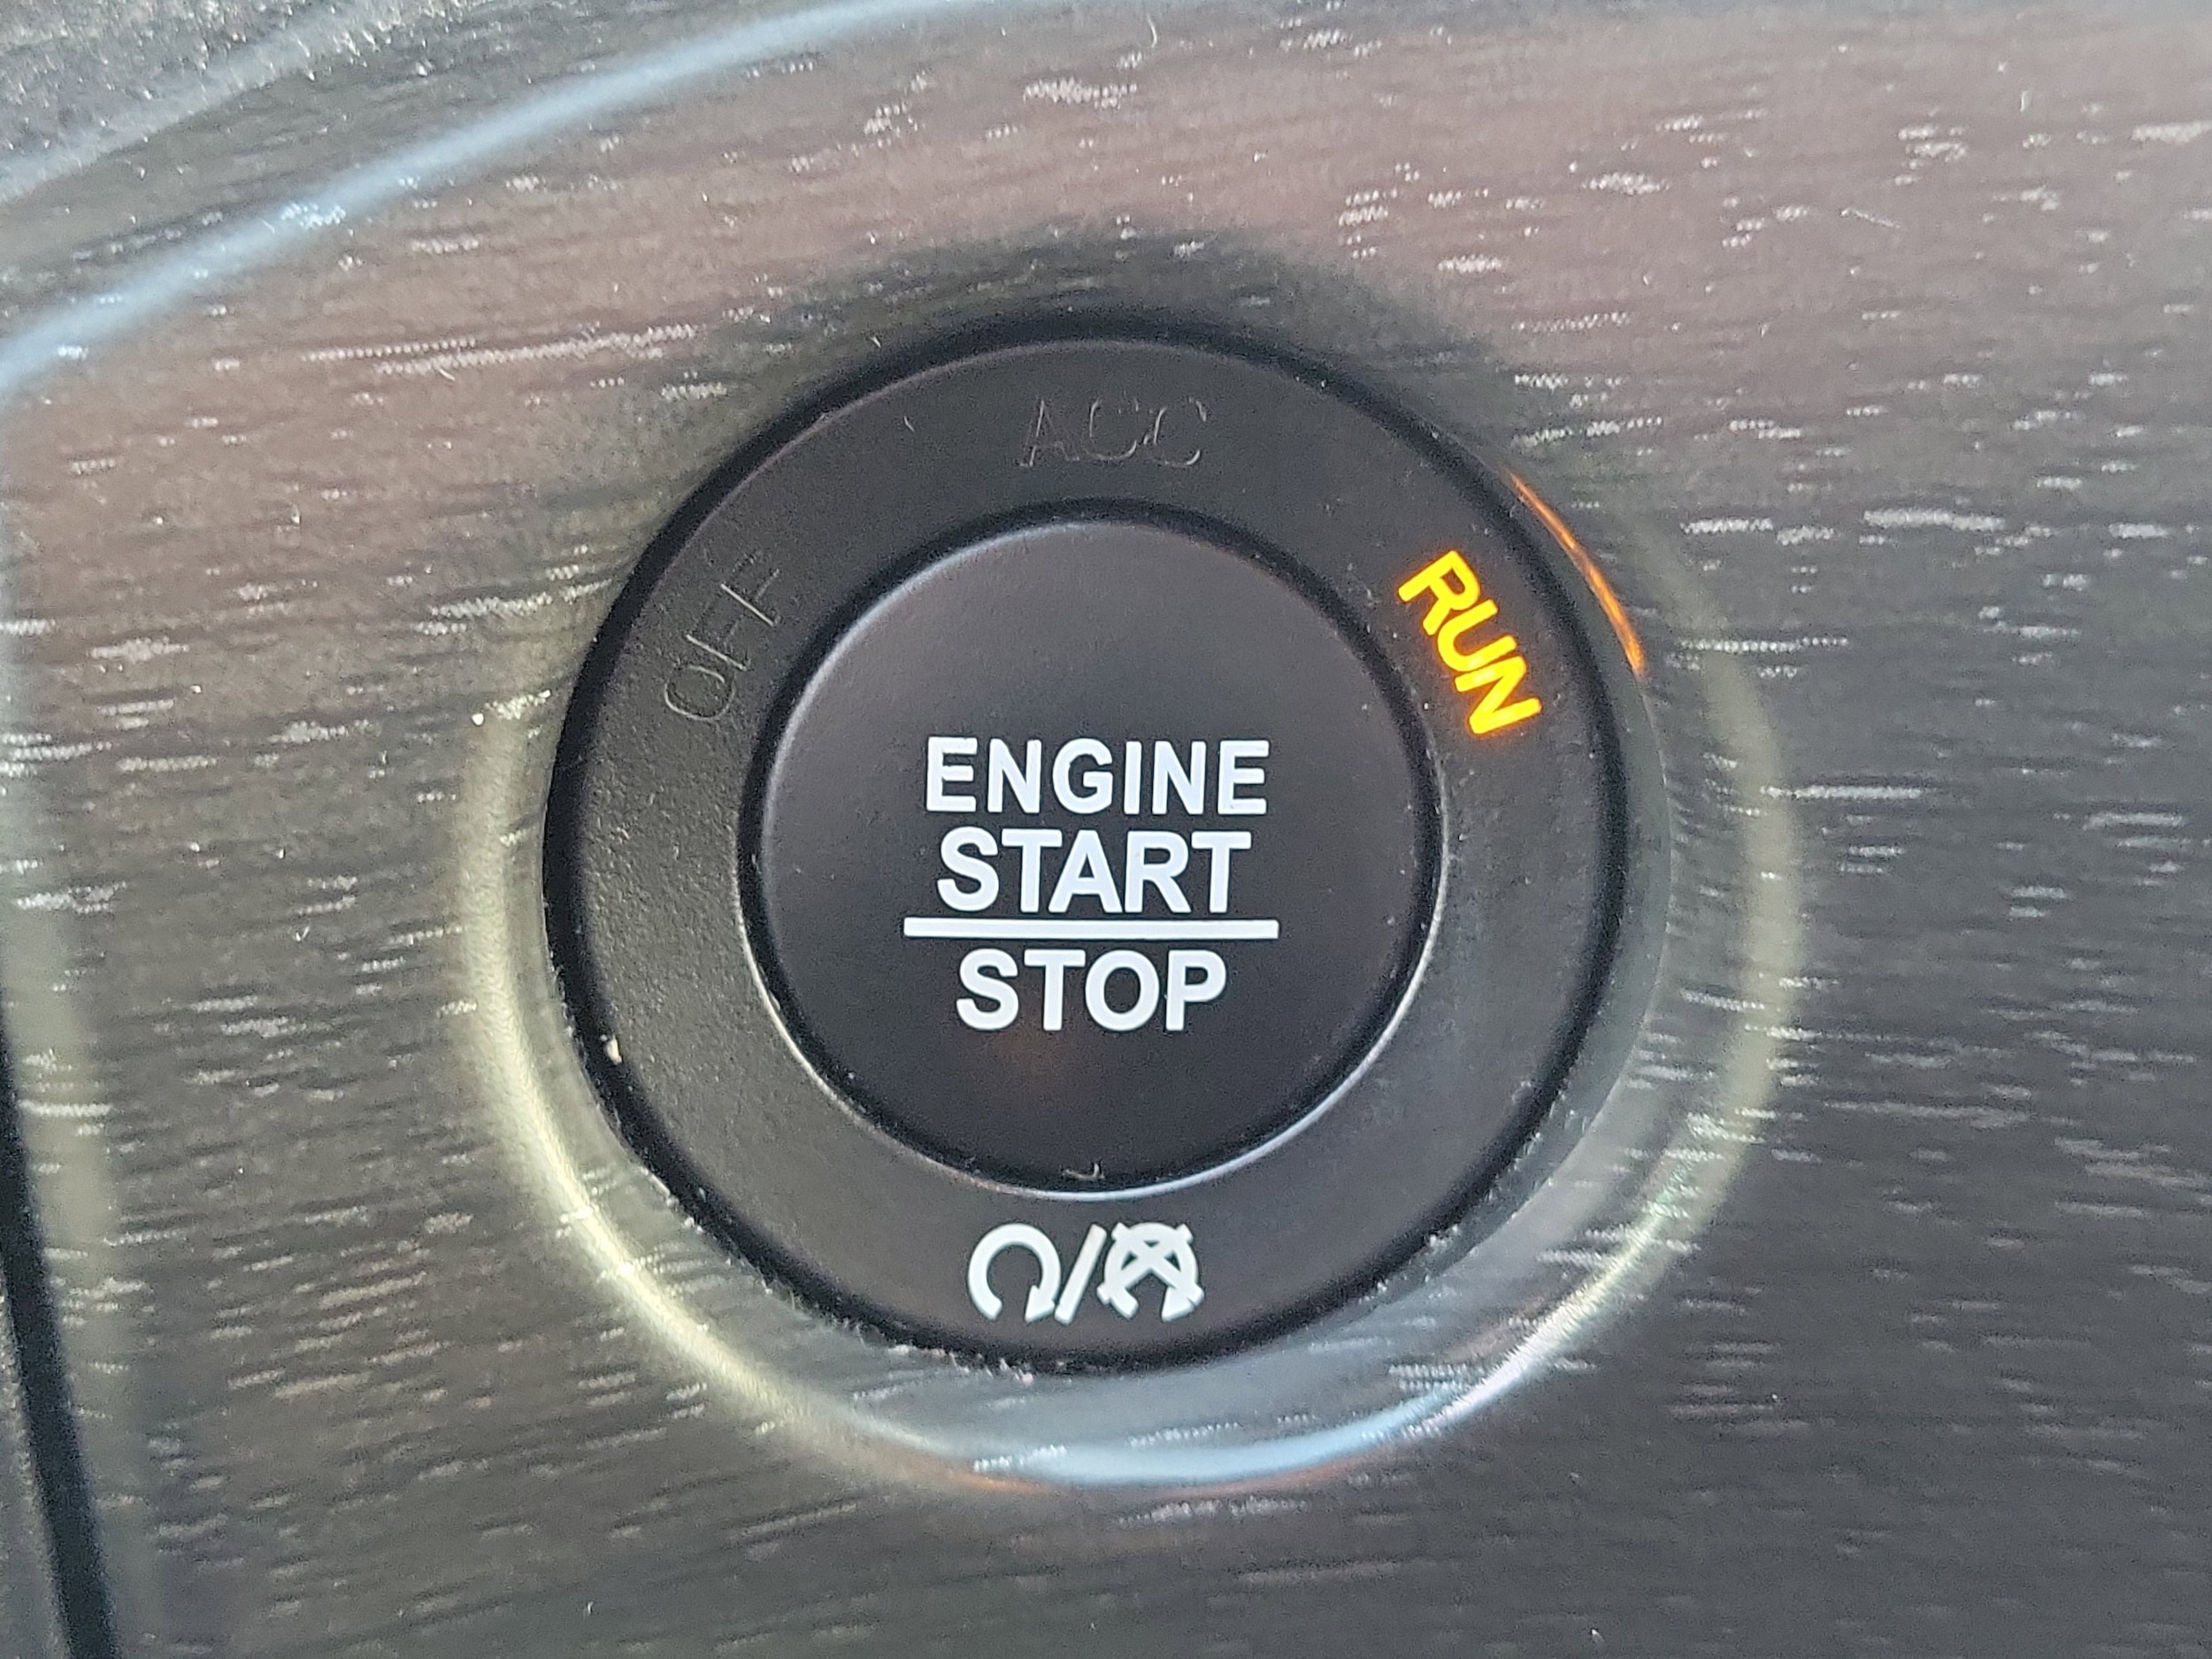 ACC
OFF
RUN
ENGINE
START
STOP